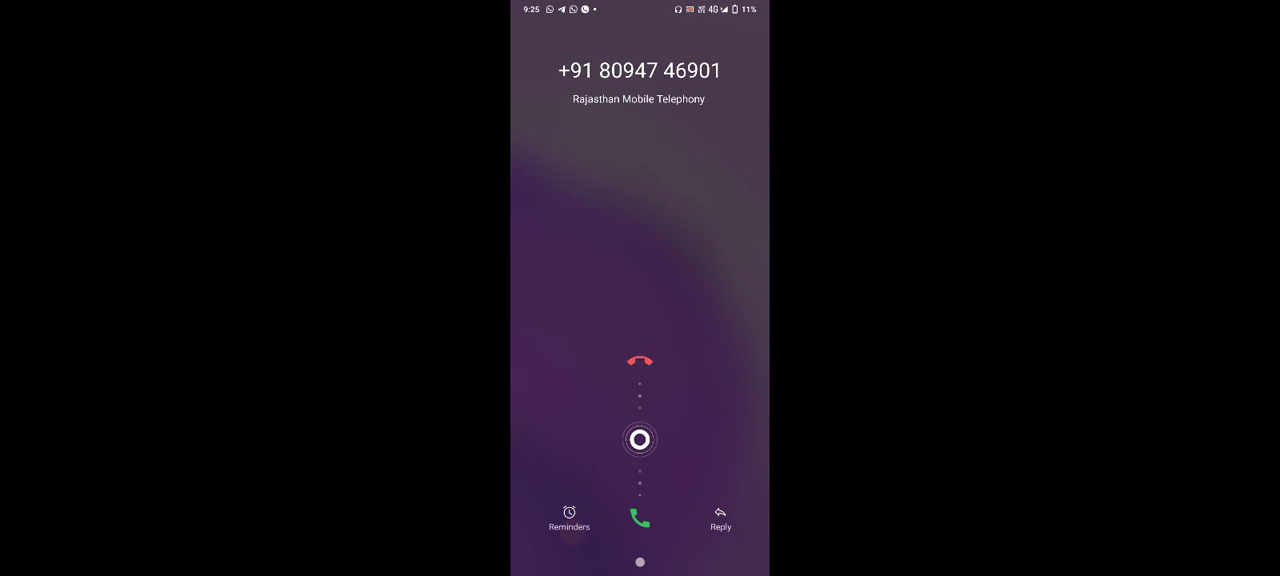 9:25 4G 11%
+91 80947 46901
Rajasthan Mobile Telephony
Reminders Reply